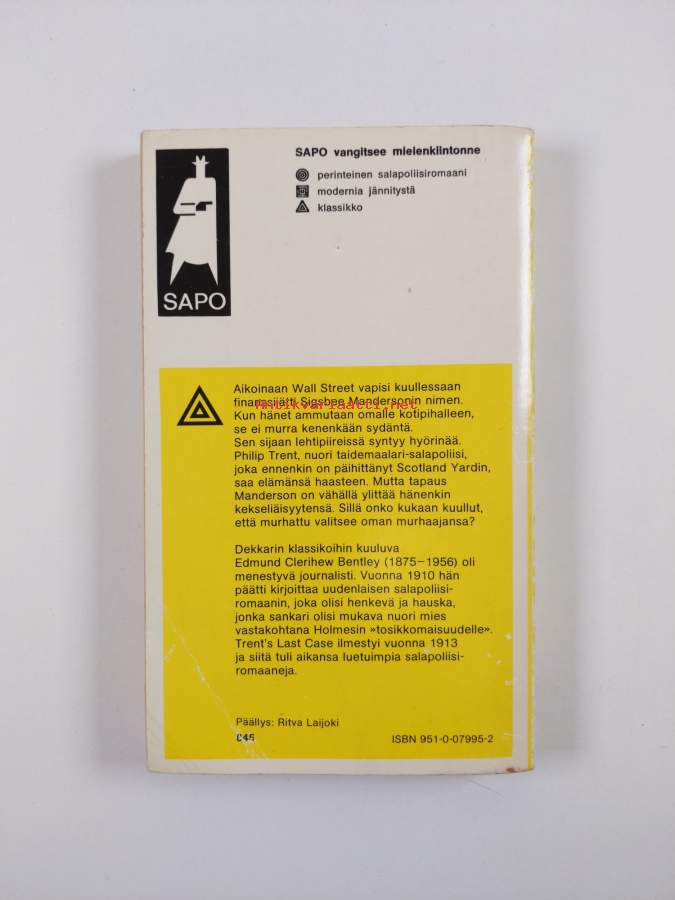 SAPO vangitsee mielenkiintonne
perinteinen salapoliisiromaani
modernia jännitystä
klassikko
SAPO
Aikoinaan Wall Street vapisi kuullessaan
finanssijätti Sigsbee Mandersonin nimen.
Antikvariaatti.net
Kun hänet ammutaan omalle kotipihalleen,
se ei murra kenenkään sydäntä.
Sen sijaan lehtipiireissä syntyy hyörinää.
Philip Trent, nuori taidemaalari-salapoliisi,
joka ennenkin on päihittänyt Scotland Yardin,
saa elämänsä haasteen. Mutta tapaus
Manderson on vähällä ylittää hänenkin
kekseliäisyytensä. Sillä onko kukaan kuullut,
että murhattu valitsee oman murhaajansa?
Dekkarin klassikoihin kuuluva
Edmund Clerihew Bentley (1875–1956) oli
menestyvä journalisti. Vuonna 1910 hän
päätti kirjoittaa uudenlaisen salapoliisi-
romaanin, joka olisi henkevä ja hauska,
jonka sankari olisi mukava nuori mies
vastakohtana Holmesin »tosikkomaisuudelle».
Trent's Last Case ilmestyi vuonna 1913
ja siitä tuli aikansa luetuimpia salapoliisi-
romaaneja.
Päällys: Ritva Laijoki
ISBN 951-0-07995-2